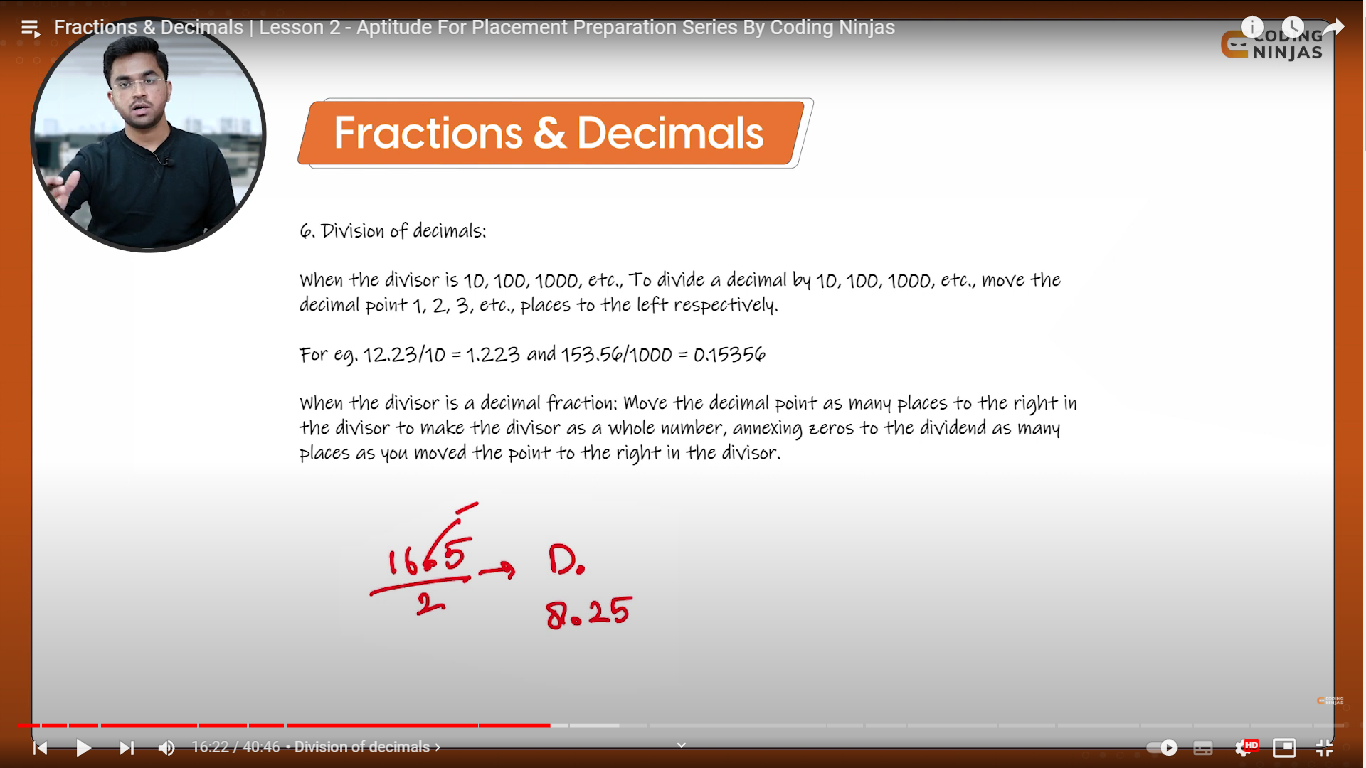 Fractions & Decimals | Lesson 2 - Aptitude For Placement Preparation Series By Coding Ninjas
CODING
NINJAS
Fractions & Decimals
6. Division of decimals:
When the divisor is 10, 100, 1000, etc., To divide a decimal by 10, 100, 1000, etc., move the
decimal point 1, 2, 3, etc., places to the left respectively.
For eg. 12.23/10 = 1.223 and 153.56/1000 = 0.15356
When the divisor is a decimal fraction: Move the decimal point as many places to the right in
the divisor to make the divisor as a whole number, annexing zeros to the dividend as many
places as you moved the point to the right in the divisor.
→ D.
2
8.25
CODING
NINJAS
16:22 / 40:46 • Division of decimals ›
HD